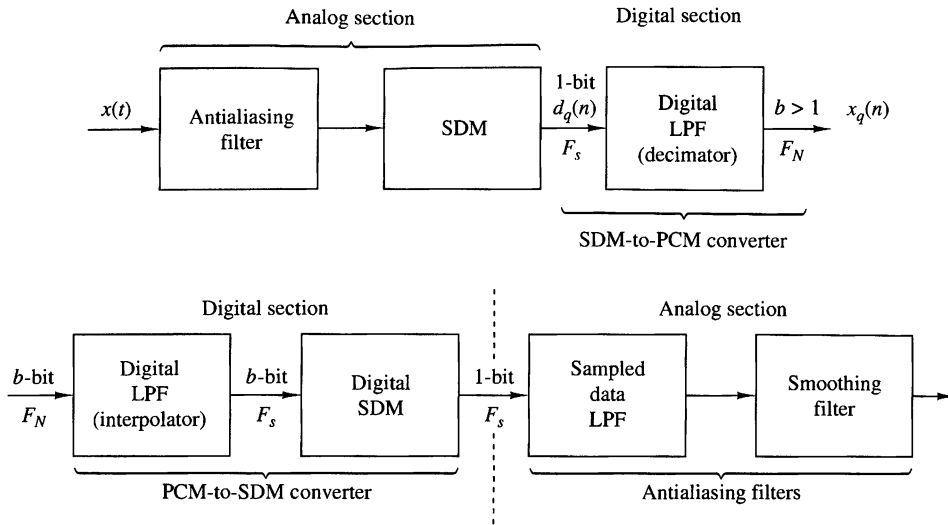 Analog section
Digital section
x(t)
Antialiasing
filter
SDM
1-bit
d_q(n)
F_s
Digital
LPF
(decimator)
b > 1
F_N
x_q(n)
SDM-to-PCM converter
Digital section
Analog section
b-bit
F_N
Digital
LPF
(interpolator)
b-bit
F_s
Digital
SDM
1-bit
F_s
Sampled
data
LPF
Smoothing
filter
PCM-to-SDM converter
Antialiasing filters